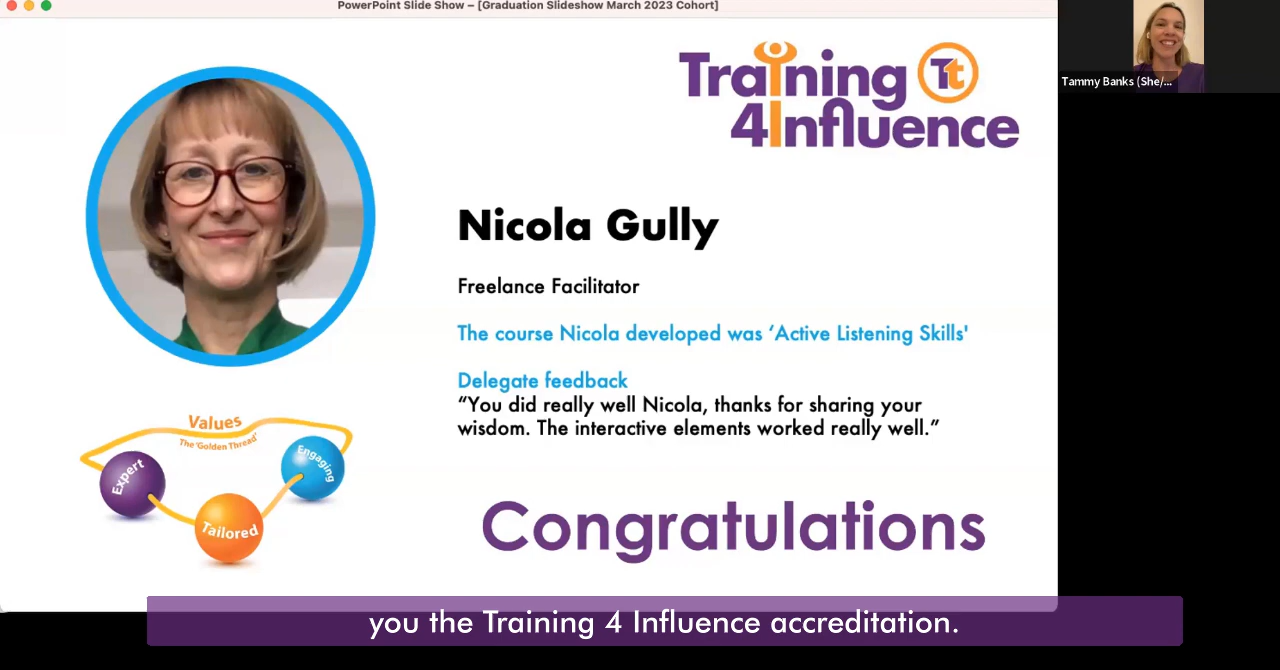 PowerPoint Slide Show – [Graduation Slideshow March 2023 Cohort]
Tammy Banks (She/...
Training Tt
4Influence
Nicola Gully
Freelance Facilitator
The course Nicola developed was ‘Active Listening Skills'
Delegate feedback
“You did really well Nicola, thanks for sharing your
wisdom. The interactive elements worked really well.”
Values
The ‘Golden Thread’
Expert
Engaging
Tailored
Congratulations
you the Training 4 Influence accreditation.